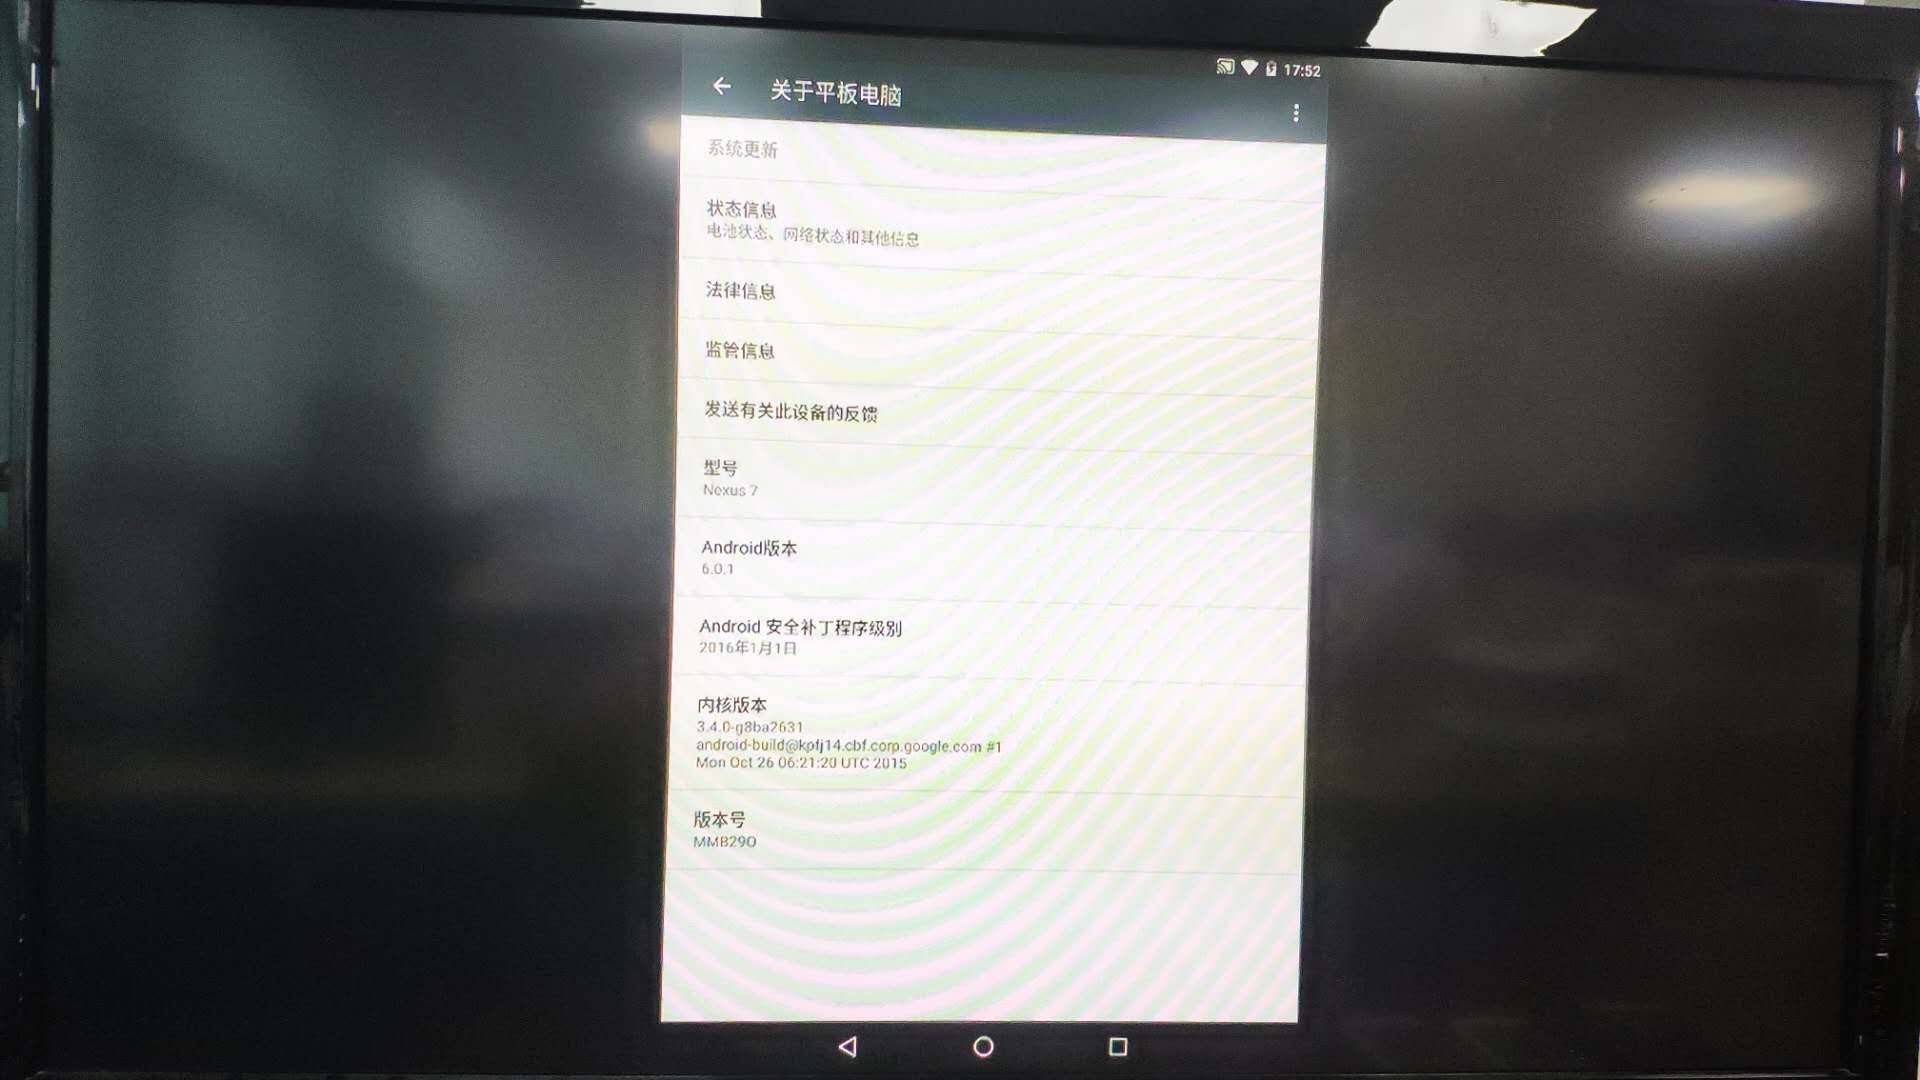 17:52
关于平板电脑
系统更新
状态信息
电池状态、网络状态和其他信息
法律信息
监管信息
发送有关此设备的反馈
型号
Nexus 7
Android版本
6.0.1
Android 安全补丁程序级别
2016年1月1日
内核版本
3.4.0-g8ba2631
android-build@kpfj14.cbf.corp.google.com #1
Mon Oct 26 06:21:20 UTC 2015
版本号
MMB29O